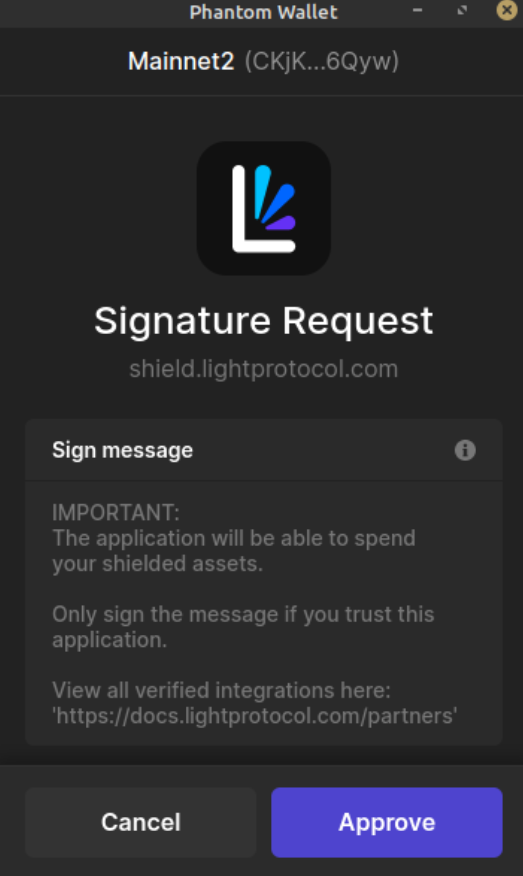 Phantom Wallet
Mainnet2 (CKjK...6Qyw)
Signature Request
shield.lightprotocol.com
Sign message
IMPORTANT:
The application will be able to spend
your shielded assets.
Only sign the message if you trust this
application.
View all verified integrations here:
'https://docs.lightprotocol.com/partners'
Cancel
Approve